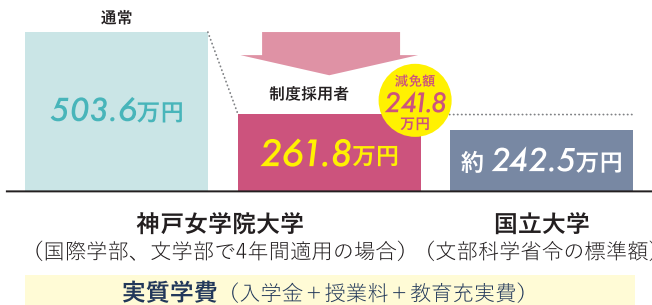 通常
503.6万円
制度採用者
減免額
241.8
万円
261.8万円
約 242.5万円
神戸女学院大学
(国際学部、文学部で4年間適用の場合)
国立大学
(文部科学省令の標準額)
実質学費(入学金+授業料+教育充実費)